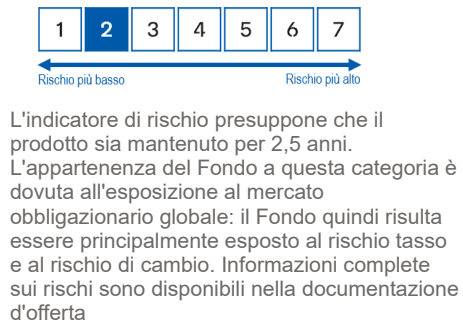 1 2 3 4 5 6 7
Rischio più basso Rischio più alto
L'indicatore di rischio presuppone che il
prodotto sia mantenuto per 2,5 anni.
L'appartenenza del Fondo a questa categoria è
dovuta all'esposizione al mercato
obbligazionario globale: il Fondo quindi risulta
essere principalmente esposto al rischio tasso
e al rischio di cambio. Informazioni complete
sui rischi sono disponibili nella documentazione
d'offerta